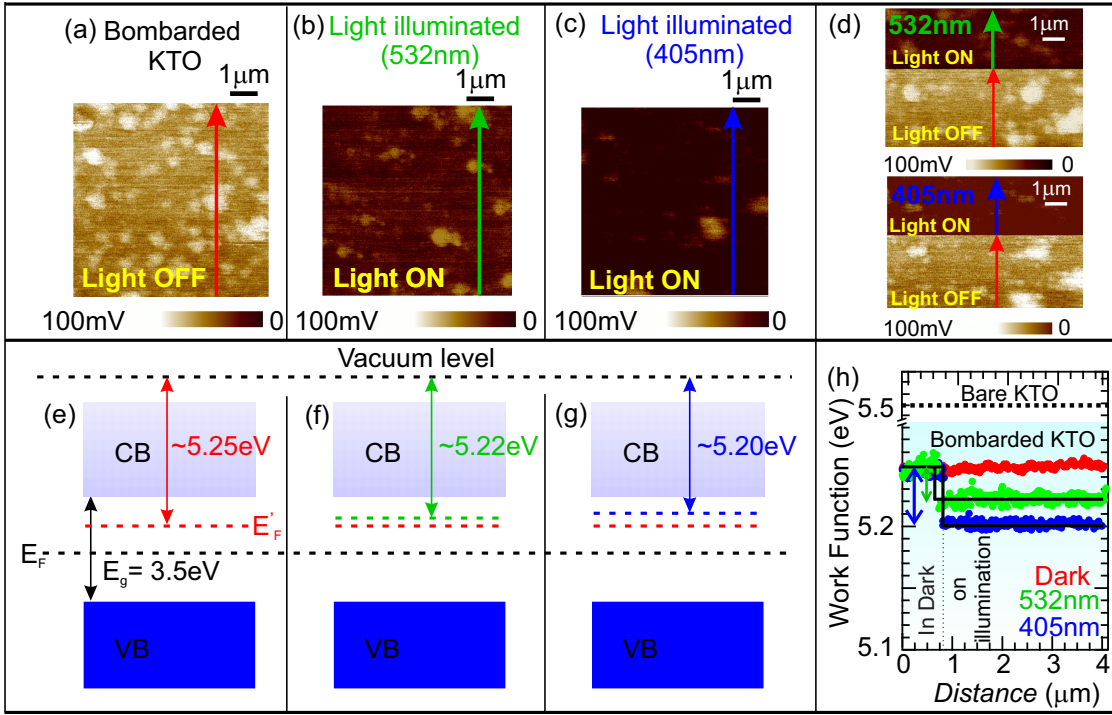 (a) Bombarded
KTO
1μm
Light OFF
100mV 0
(b) Light illuminated
(532nm)
1μm
Light ON
100mV 0
(c) Light illuminated
(405nm)
1μm
Light ON
100mV 0
(d)
532nm
1μm
Light ON
Light OFF
100mV 0
405nm
1μm
Light ON
Light OFF
100mV 0
Vacuum level
(e)
CB
~5.25eV
E'F
EF
Eg= 3.5eV
VB
(f)
CB
~5.22eV
VB
(g)
CB
~5.20eV
VB
(h)
Work Function (eV)
5.5
5.2
5.1
Bare KTO
Bombarded KTO
In Dark
on
illumination
Dark
532nm
405nm
0 1 2 3 4
Distance (μm)